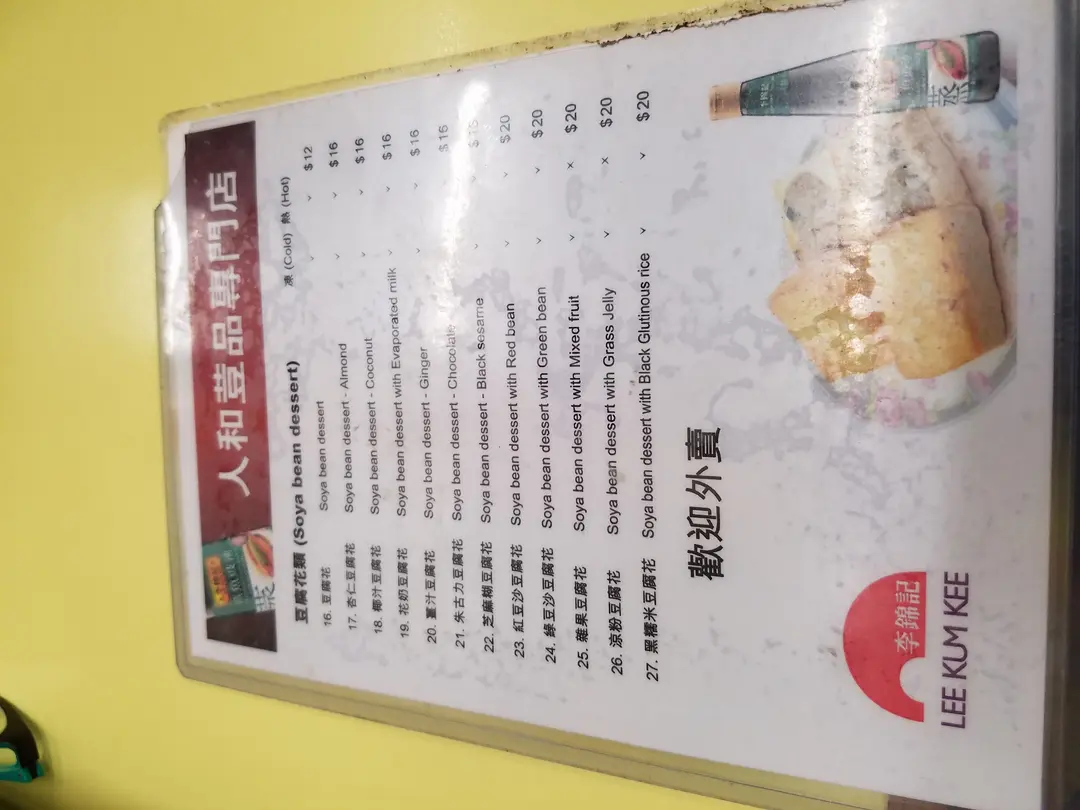 人和荳品專門店
豆腐花類 (Soya bean dessert) 凍 (Cold) 熱 (Hot)
16. 豆腐花 Soya bean dessert ˅ ˅ $12
17. 杏仁豆腐花 Soya bean dessert - Almond ˅ ˅ $16
18. 椰汁豆腐花 Soya bean dessert - Coconut ˅ ˅ $16
19. 花奶豆腐花 Soya bean dessert with Evaporated milk ˅ ˅ $16
20. 薑汁豆腐花 Soya bean dessert - Ginger ˅ ˅ $16
21. 朱古力豆腐花 Soya bean dessert - Chocolate ˅ $16
22. 芝麻糊豆腐花 Soya bean dessert - Black sesame ˅ ˅
23. 紅豆沙豆腐花 Soya bean dessert with Red bean ˅ ˅ $20
24. 綠豆沙豆腐花 Soya bean dessert with Green bean ˅ ˅ $20
25. 雜果豆腐花 Soya bean dessert with Mixed fruit ˅ × $20
26. 涼粉豆腐花 Soya bean dessert with Grass Jelly ˅ × $20
27. 黑糯米豆腐花 Soya bean dessert with Black Glutinous rice ˅ ˅ $20
歡迎外賣
李錦記
LEE KUM KEE
蒸